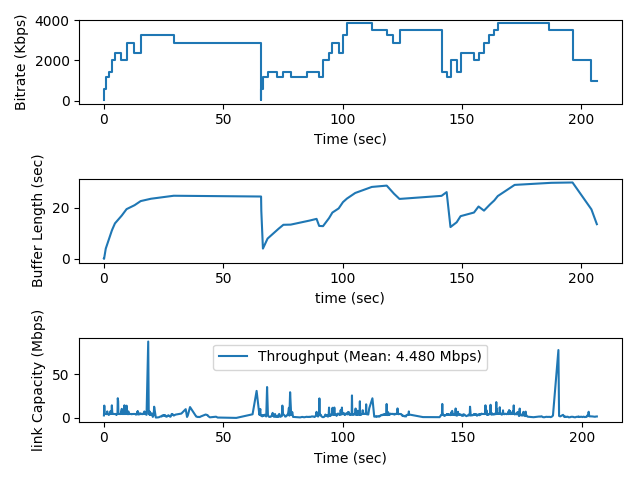 Bitrate (Kbps)
4000
2000
0
0 50 100 150 200
Time (sec)
Buffer Length (sec)
20
0
0 50 100 150 200
time (sec)
link Capacity (Mbps)
50
0
Throughput (Mean: 4.480 Mbps)
0 50 100 150 200
Time (sec)